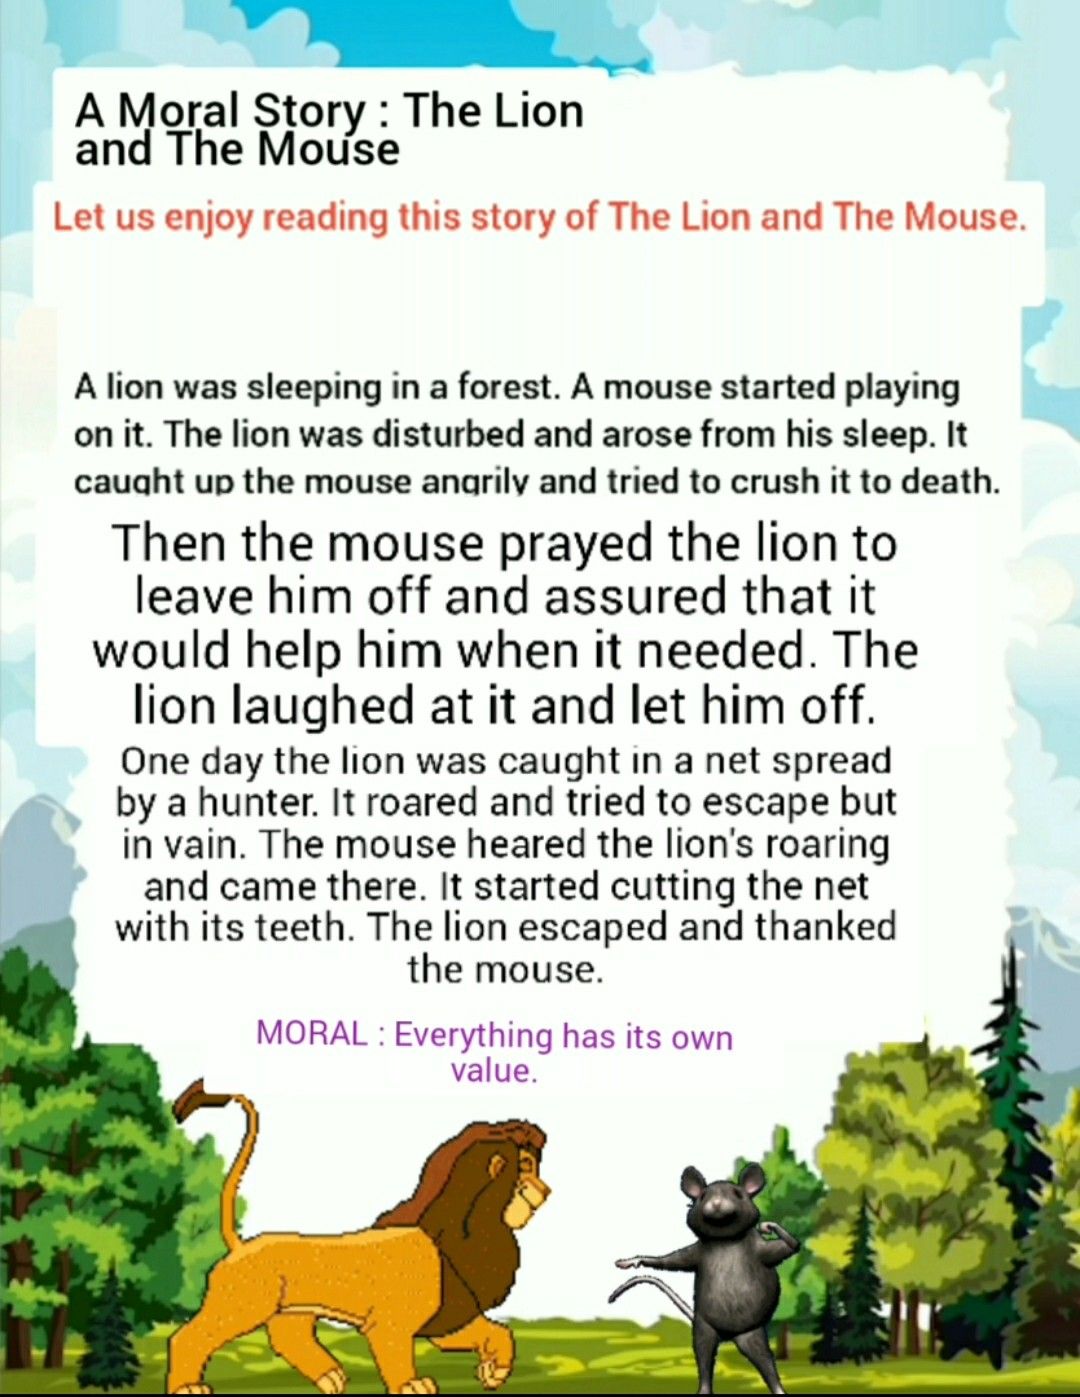 A Moral Story : The Lion
and The Mouse
Let us enjoy reading this story of The Lion and The Mouse.
A lion was sleeping in a forest. A mouse started playing
on it. The lion was disturbed and arose from his sleep. It
caught up the mouse angrily and tried to crush it to death.
Then the mouse prayed the lion to
leave him off and assured that it
would help him when it needed. The
lion laughed at it and let him off.
One day the lion was caught in a net spread
by a hunter. It roared and tried to escape but
in vain. The mouse heared the lion's roaring
and came there. It started cutting the net
with its teeth. The lion escaped and thanked
the mouse.
MORAL : Everything has its own
value.